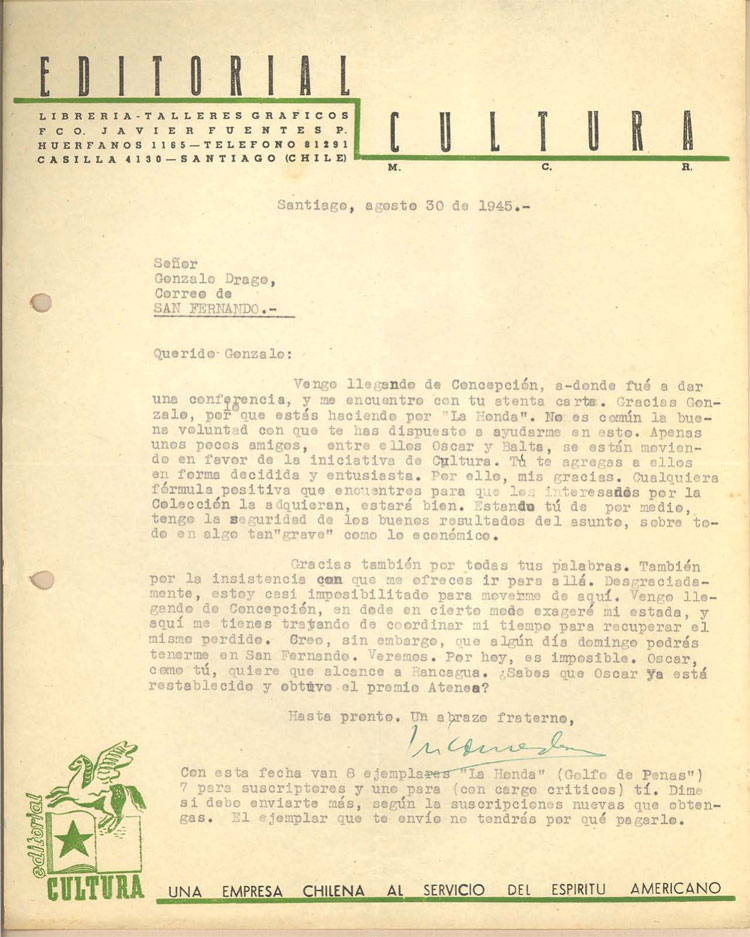 EDITORIAL
LIBRERIA-TALLERES GRAFICOS
FCO. JAVIER FUENTES P.
HUERFANOS 1165—TELEFONO 81291
CASILLA 4130—SANTIAGO (CHILE)
CULTURA
M. C. R.
Santiago, agosto 30 de 1945.-
Señor
Gonzalo Drago,
Correo de
SAN FERNANDO.-
Querido Gonzalo:
Vengo llegando de Concepción, a-donde fué a dar
una conferencia, y me encuentro con tu atenta carta. Gracias Gon-
zalo, por lo que estás haciendo por "La Honda". No es común la bue-
na voluntad con que te has dispuesto a ayudarme en esto. Apenas
unos pocos amigos, entre ellos Oscar y Balta, se están movien-
do en favor de la iniciativa de Cultura. Tú te agregas a ellos
en forma decidida y entusiasta. Por ello, mis gracias. Cualquiera
fórmula positiva que encuentres para que los interesados por la
Colección la adquieran, estará bien. Estando tú de por medio,
tengo la seguridad de los buenos resultados del asunto, sobre to-
do en algo tan"grave" como lo económico.
Gracias también por todas tus palabras. También
por la insistencia con que me ofreces ir para allá. Desgraciada-
mente, estoy casi imposibilitado para moverme de aquí. Vengo lle-
gando de Concepción, en dode en cierto modo exageré mi estada, y
aquí me tienes tratando de coordinar mi tiempo para recuperar el
mismo perdido. Creo, sin embargo, que algún día domingo podrás
tenerme en San Fernando. Veremos. Por hoy, es imposible. Oscar,
como tú, quiere que alcance a Rancagua. ¿Sabes que Oscar ya está
restablecido y obtuvo el premio Atenea?
Hasta pronto. Un abrazo fraterno,
Con esta fecha van 8 ejemplares "La Honda" (Golfo de Penas")
7 para suscriptores y uno para (con cargo criticos) tí. Dime
si debo enviarte más, según la suscripciones nuevas que obten-
gas. El ejemplar que te envío no tendrás por qué pagarlo.
editorial
CULTURA
UNA EMPRESA CHILENA AL SERVICIO DEL ESPIRITU AMERICANO